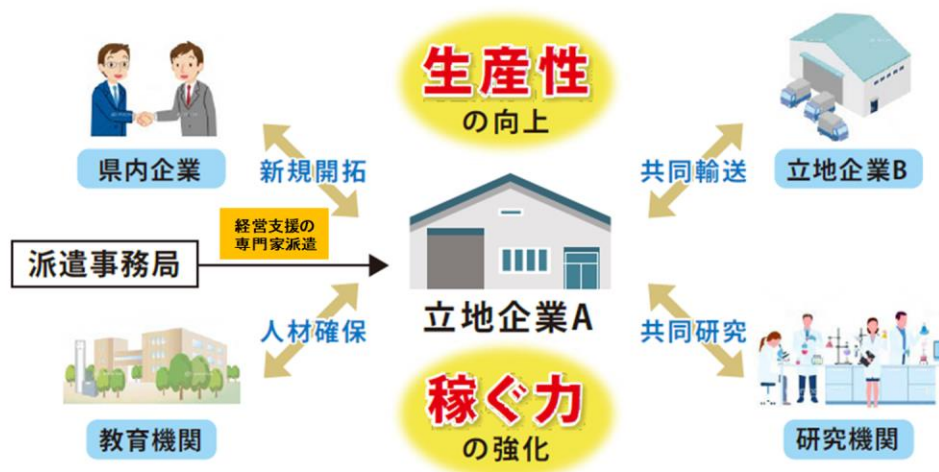 生産性
の向上
県内企業
新規開拓
共同輸送
立地企業B
経営支援の
専門家派遣
派遣事務局
立地企業A
人材確保
共同研究
教育機関
稼ぐ力
の強化
研究機関